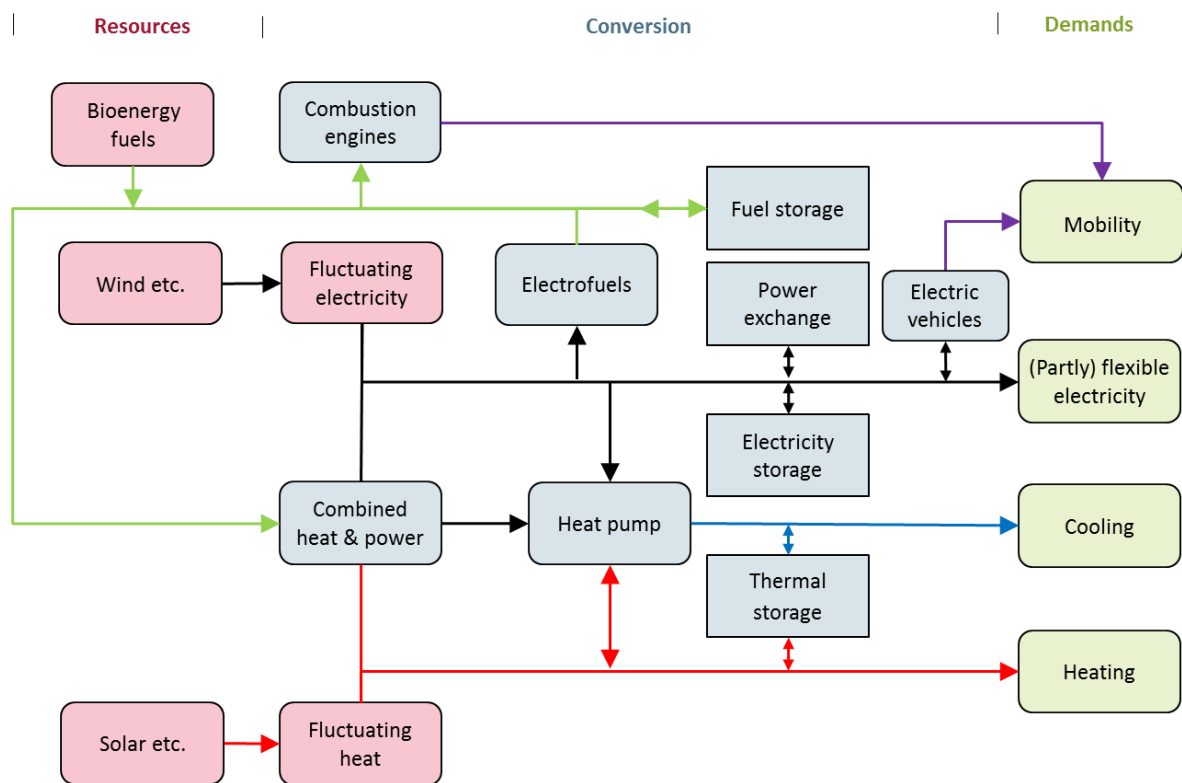 Resources
Conversion
Demands
Bioenergy
fuels
Combustion
engines
Fuel storage
Mobility
Wind etc.
Fluctuating
electricity
Electrofuels
Power
exchange
Electric
vehicles
(Partly) flexible
electricity
Electricity
storage
Combined
heat & power
Heat pump
Cooling
Thermal
storage
Heating
Solar etc.
Fluctuating
heat